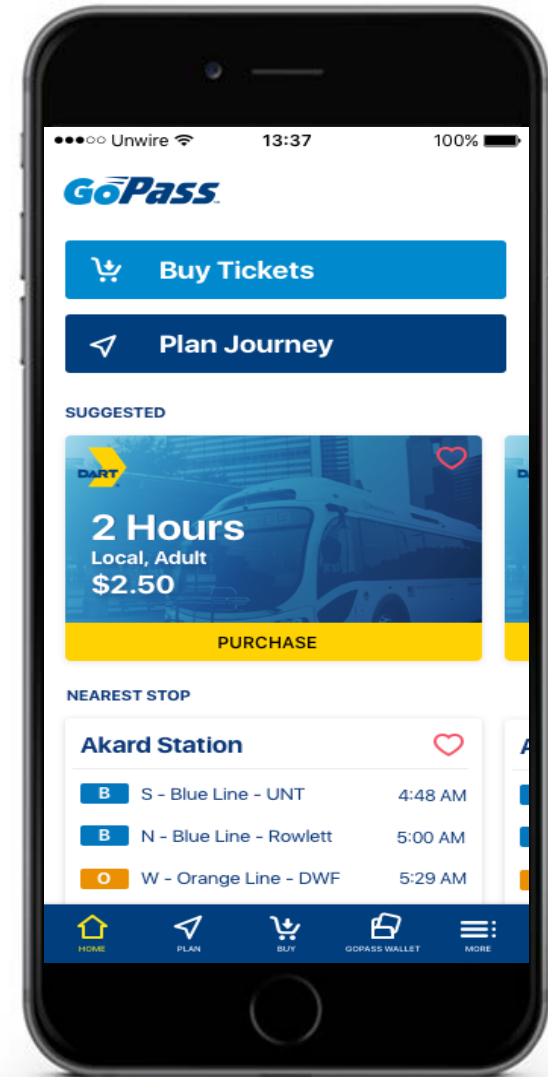 Unwire 13:37 100%
GoPass
Buy Tickets
Plan Journey
SUGGESTED
DART
2 Hours
Local, Adult
$2.50
PURCHASE
NEAREST STOP
Akard Station
B S - Blue Line - UNT 4:48 AM
B N - Blue Line - Rowlett 5:00 AM
O W - Orange Line - DWF 5:29 AM
HOME PLAN BUY GOPASS WALLET MORE